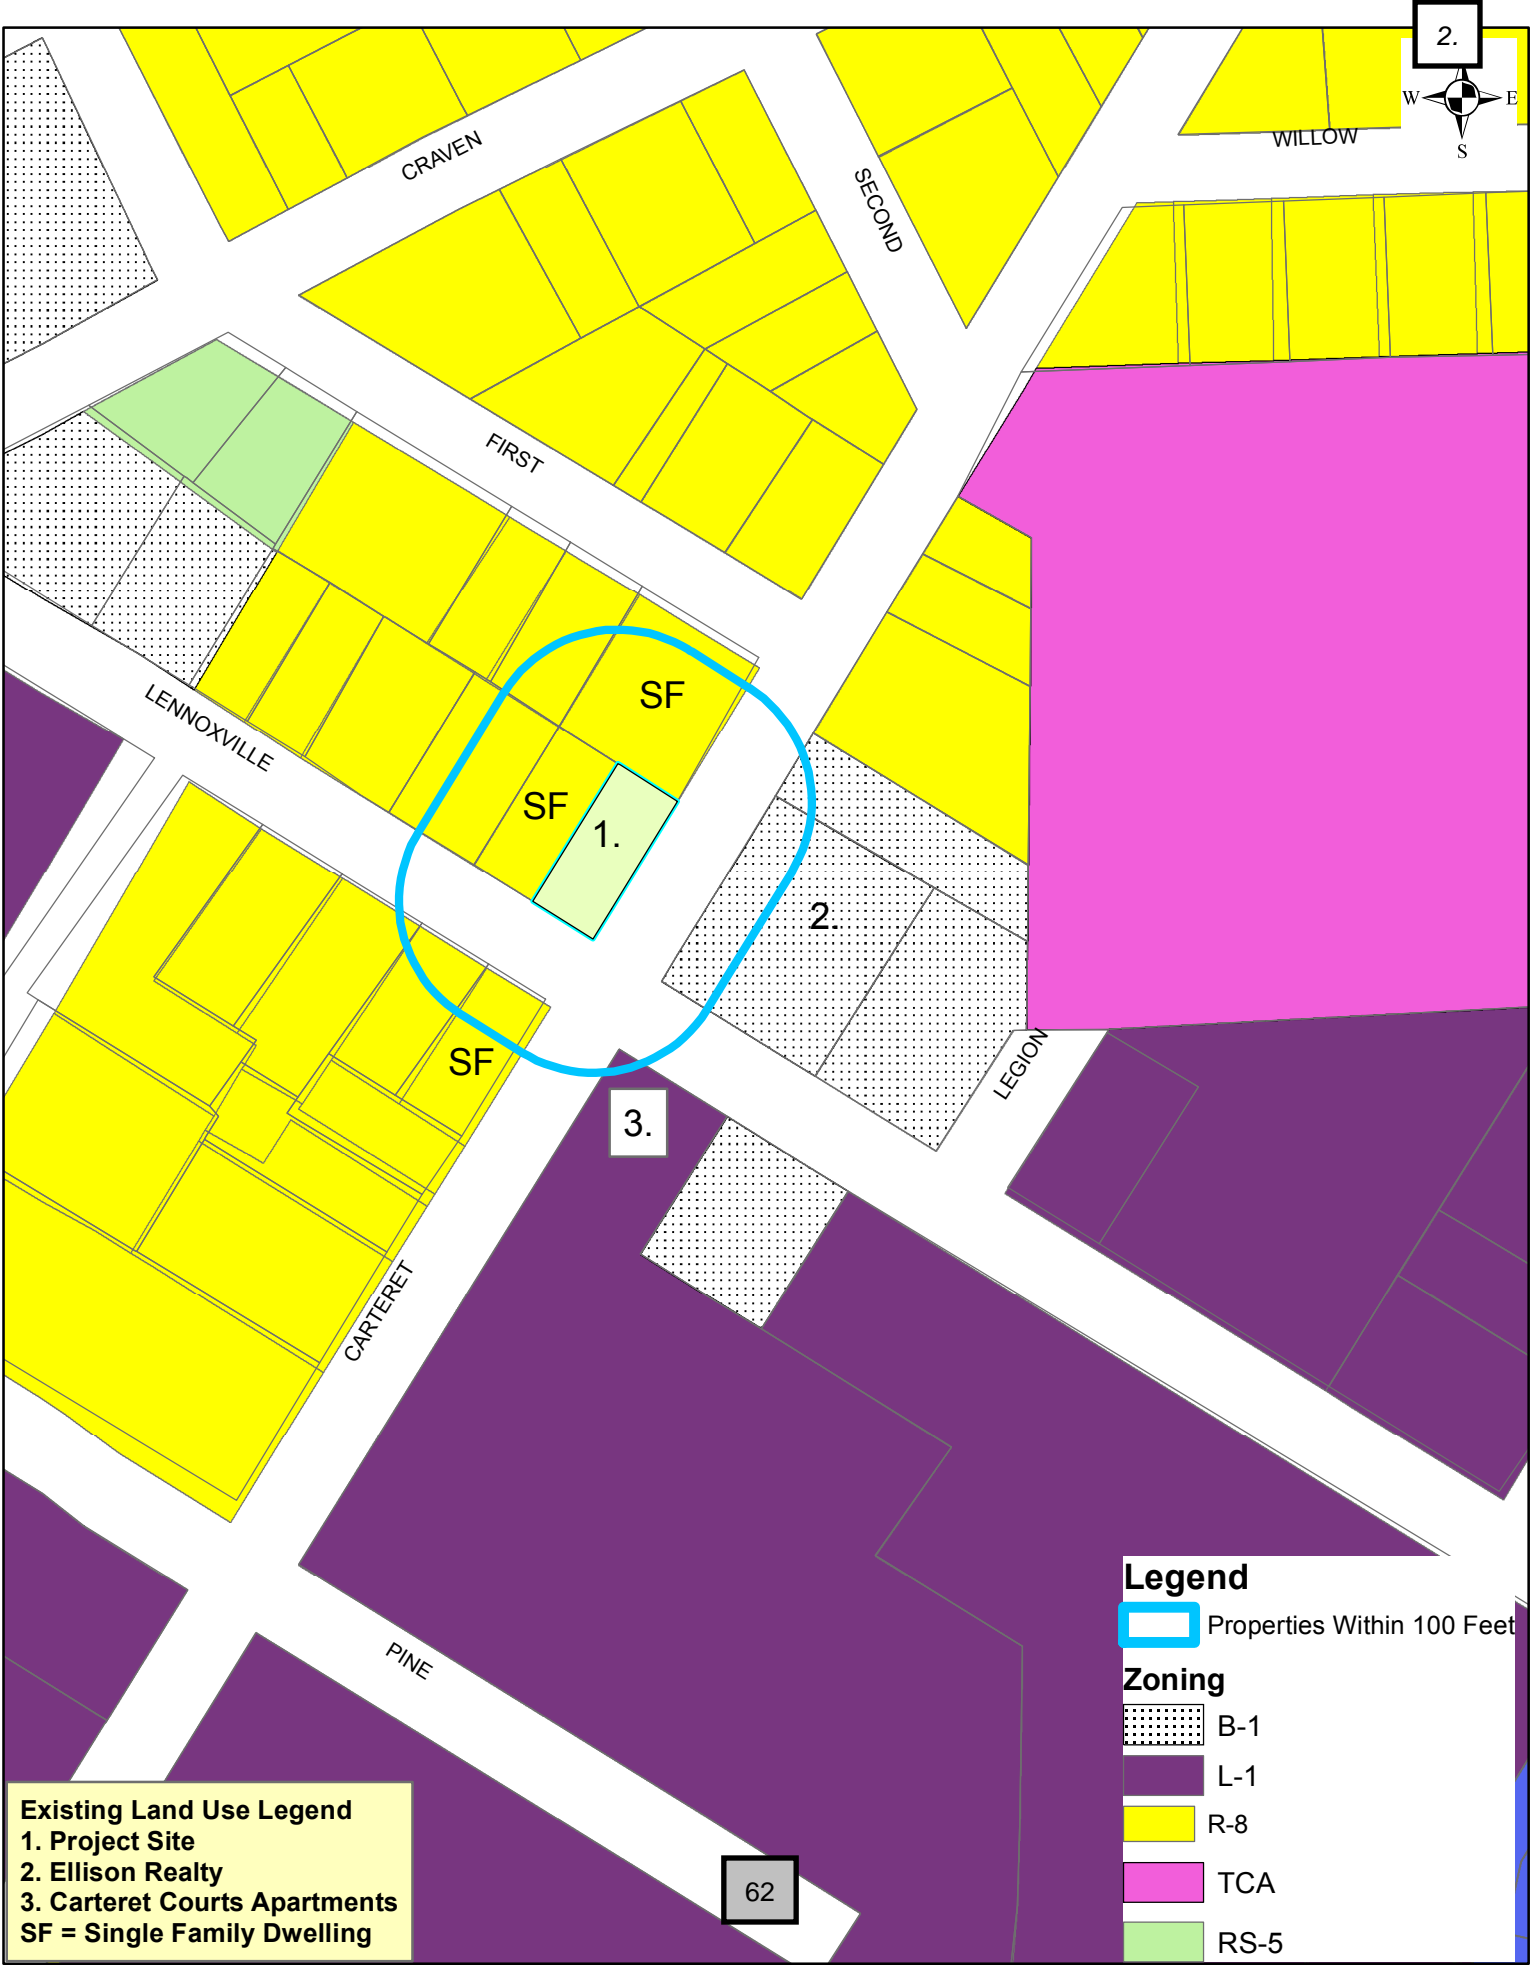 2.
W E
S
WILLOW
CRAVEN
SECOND
FIRST
LENNOXVILLE
SF
SF
1.
2.
SF
LEGION
3.
CARTERET
PINE
Legend
Properties Within 100 Feet
Zoning
B-1
L-1
R-8
TCA
RS-5
Existing Land Use Legend
1. Project Site
2. Ellison Realty
3. Carteret Courts Apartments
SF = Single Family Dwelling
62